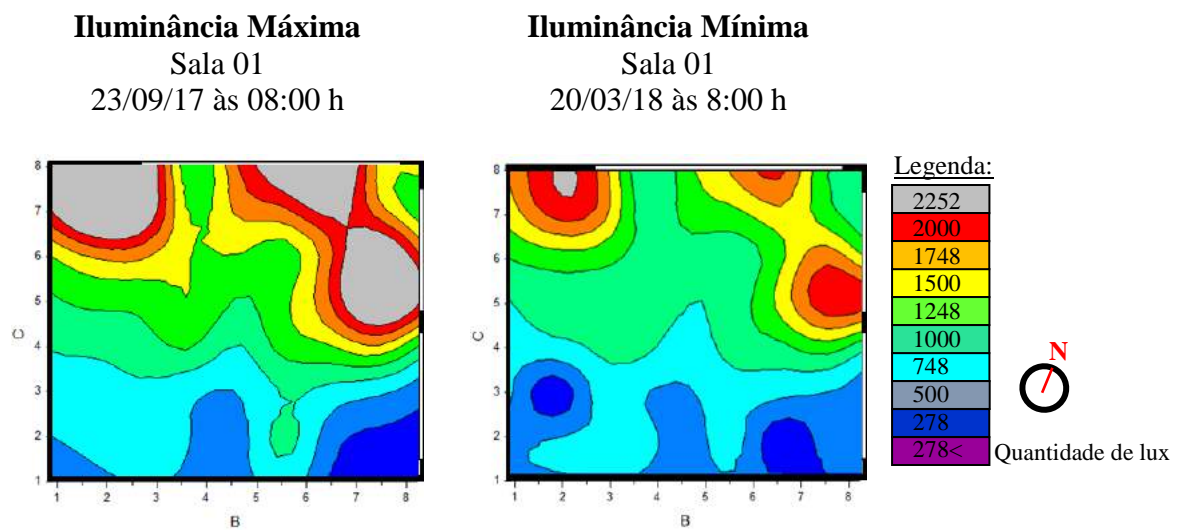 Iluminância Máxima
Sala 01
23/09/17 às 08:00 h
Iluminância Mínima
Sala 01
20/03/18 às 8:00 h
8
7
6
5
4
3
2
1
C
1 2 3 4 5 6 7 8
B
8
7
6
5
4
3
2
1
C
1 2 3 4 5 6 7 8
B
Legenda:
2252
2000
1748
1500
1248
1000
748
500
278
278<
Quantidade de lux
N